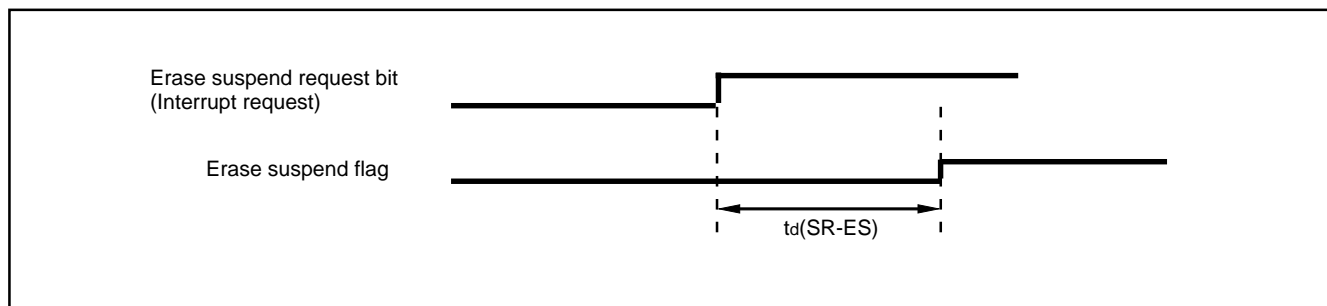 Erase suspend request bit
(Interrupt request)
Erase suspend flag
td(SR-ES)